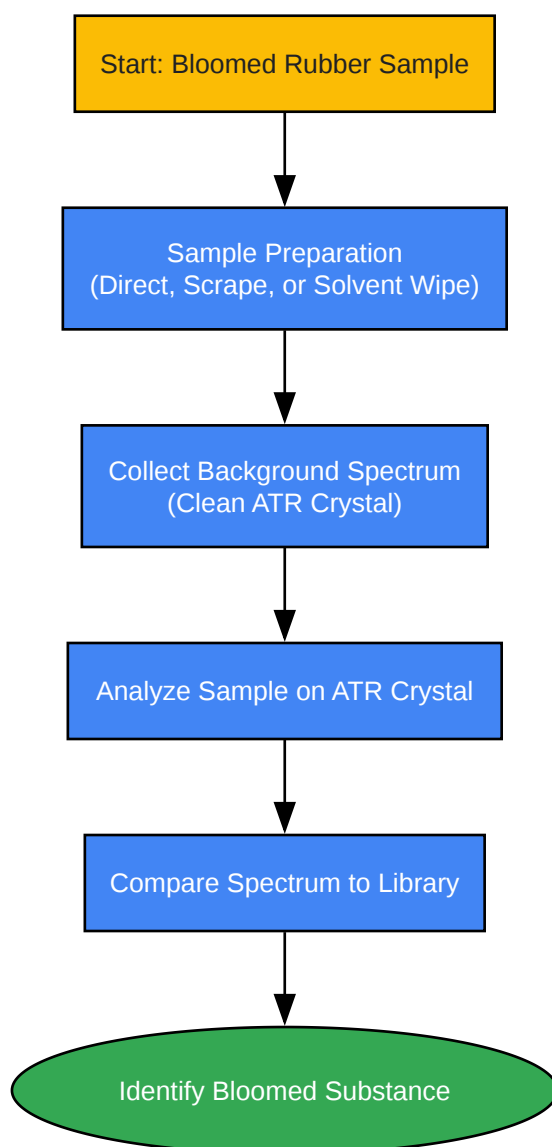 Start: Bloomed Rubber Sample
Sample Preparation
(Direct, Scrape, or Solvent Wipe)
Collect Background Spectrum
(Clean ATR Crystal)
Analyze Sample on ATR Crystal
Compare Spectrum to Library
Identify Bloomed Substance